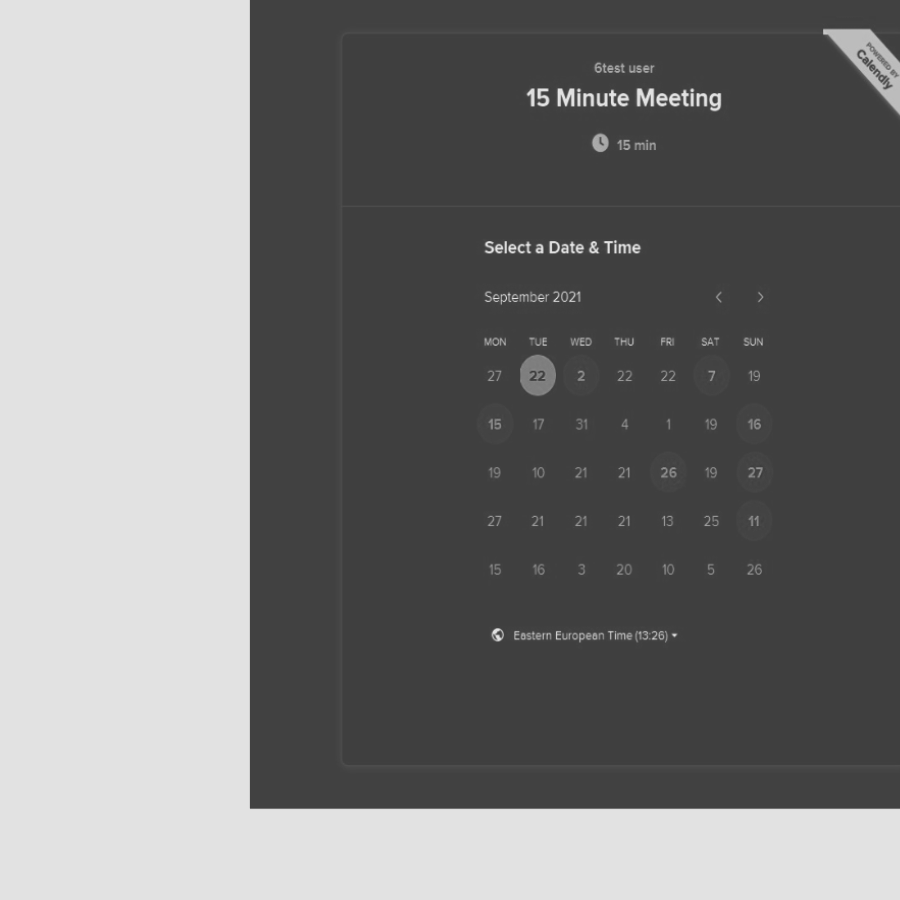 6test user
15 Minute Meeting
15 min
POWERED BY
Calendly
Select a Date & Time
September 2021
MON TUE WED THU FRI SAT SUN
27 22 2 22 22 7 19
15 17 31 4 1 19 16
19 10 21 21 26 19 27
27 21 21 21 13 25 11
15 16 3 20 10 5 26
Eastern European Time (13:26)